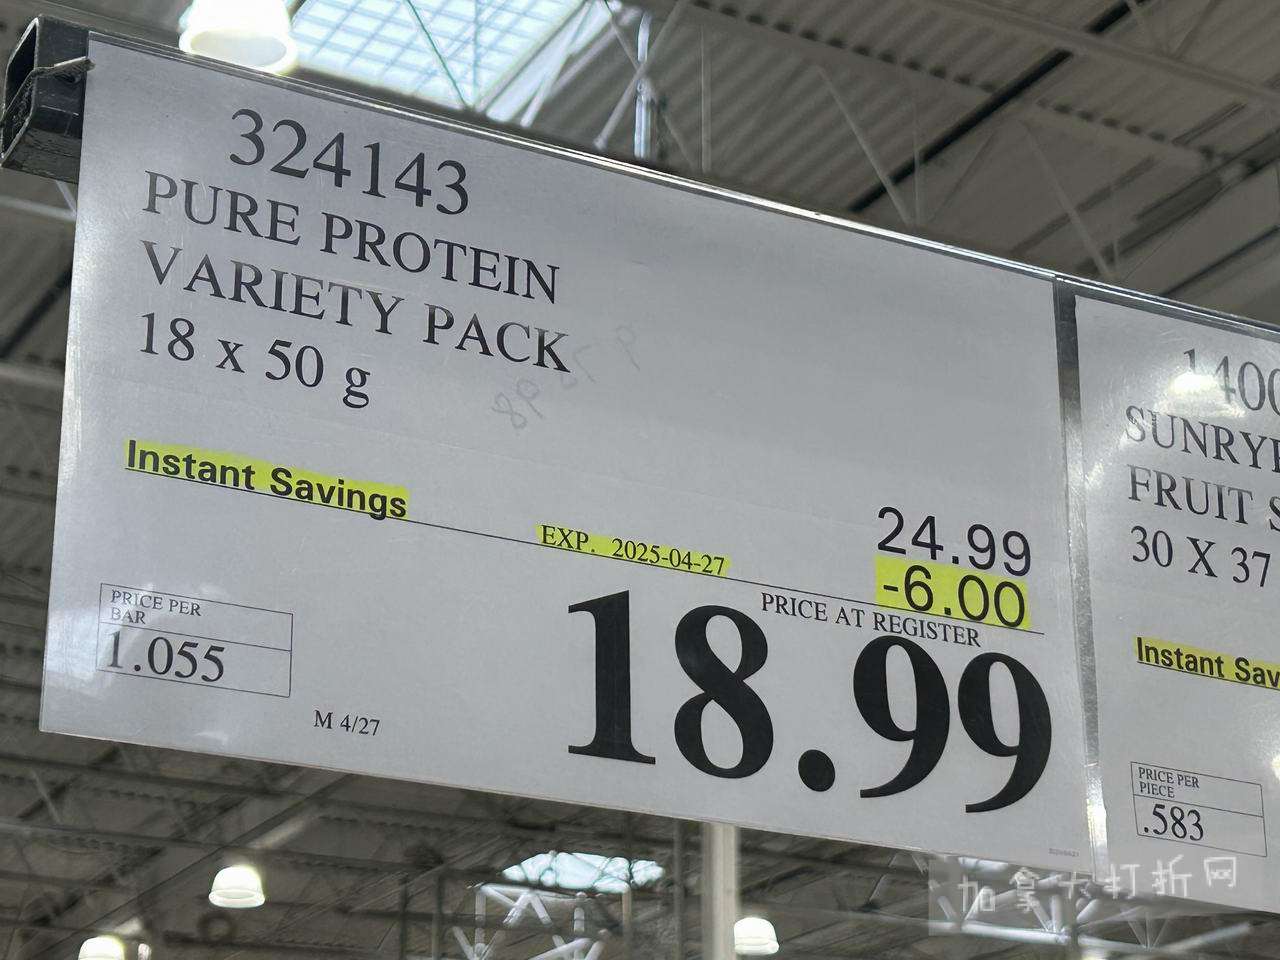 324143
PURE PROTEIN
VARIETY PACK
18 x 50 g
Instant Savings
EXP. 2025-04-27
24.99
-6.00
PRICE AT REGISTER
18.99
PRICE PER
BAR
1.055
M 4/27
1400
SUNRYPE
FRUIT S
30 X 37
Instant Sav
PRICE PER
PIECE
.583
加拿大打折网